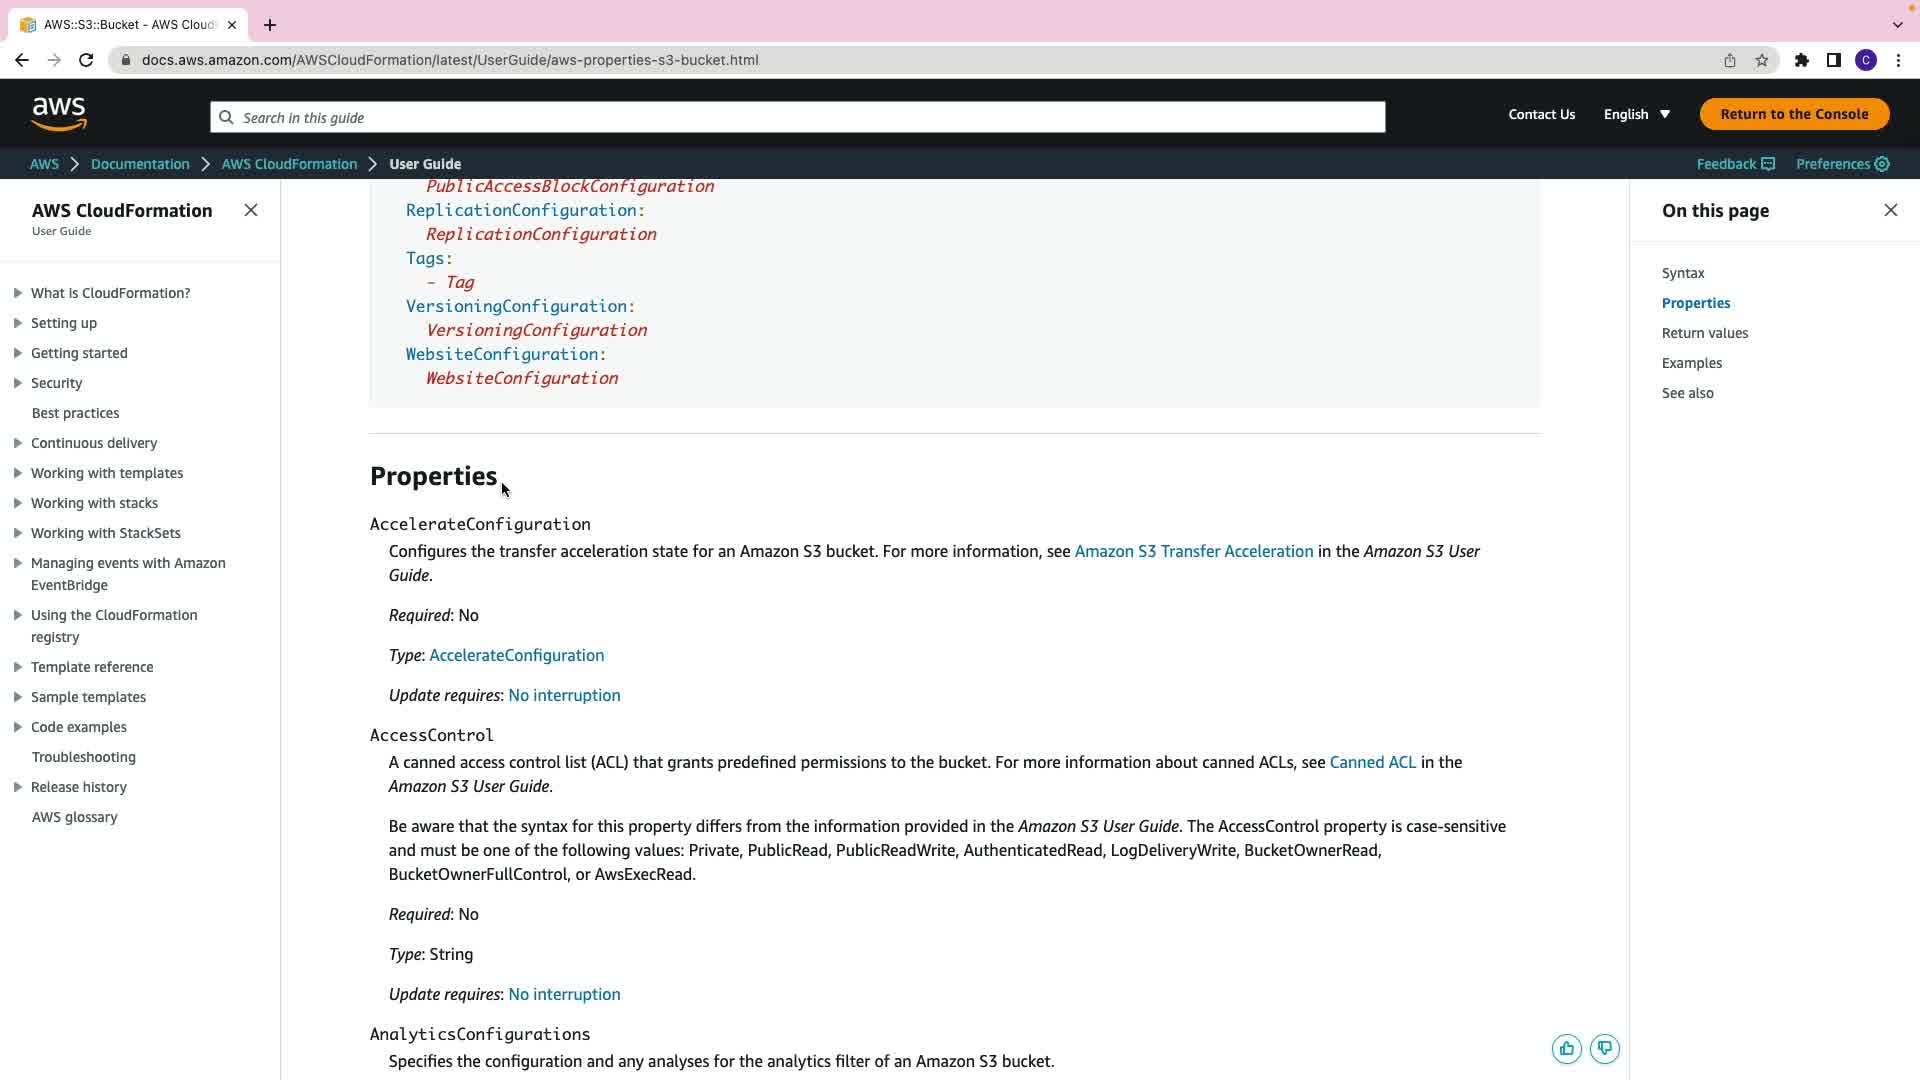 AWS::S3::Bucket - AWS Cloud
docs.aws.amazon.com/AWSCloudFormation/latest/UserGuide/aws-properties-s3-bucket.html
C
aws
Search in this guide
Contact Us
English
Return to the Console
AWS
Documentation
AWS CloudFormation
User Guide
Feedback
Preferences
AWS CloudFormation
User Guide
What is CloudFormation?
Setting up
Getting started
Security
Best practices
Continuous delivery
Working with templates
Working with stacks
Working with StackSets
Managing events with Amazon
EventBridge
Using the CloudFormation
registry
Template reference
Sample templates
Code examples
Troubleshooting
Release history
AWS glossary
PublicAccessBlockConfiguration
ReplicationConfiguration:
ReplicationConfiguration
Tags:
- Tag
VersioningConfiguration:
VersioningConfiguration
WebsiteConfiguration:
WebsiteConfiguration
Properties
AccelerateConfiguration
Configures the transfer acceleration state for an Amazon S3 bucket. For more information, see Amazon S3 Transfer Acceleration in the Amazon S3 User
Guide.
Required: No
Type: AccelerateConfiguration
Update requires: No interruption
AccessControl
A canned access control list (ACL) that grants predefined permissions to the bucket. For more information about canned ACLs, see Canned ACL in the
Amazon S3 User Guide.
Be aware that the syntax for this property differs from the information provided in the Amazon S3 User Guide. The AccessControl property is case-sensitive
and must be one of the following values: Private, PublicRead, PublicReadWrite, AuthenticatedRead, LogDeliveryWrite, BucketOwnerRead,
BucketOwnerFullControl, or AwsExecRead.
Required: No
Type: String
Update requires: No interruption
AnalyticsConfigurations
Specifies the configuration and any analyses for the analytics filter of an Amazon S3 bucket.
On this page
Syntax
Properties
Return values
Examples
See also